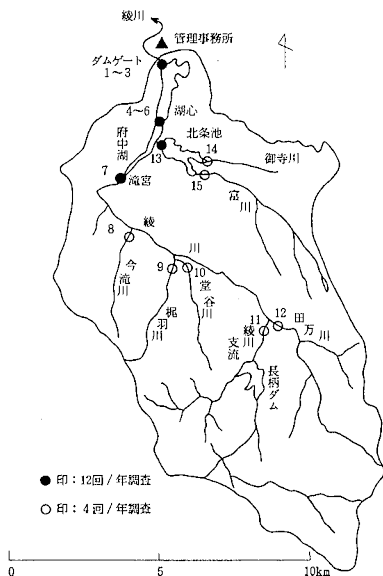 綾川
管理事務所
ダムゲート
1~3
4~6
湖心
府中湖
北条池
13
14
御寺川
7
滝宮
15
富川
8
綾川
今滝川
9
10
梶羽川
堂谷川
11
12
田万川
綾川支流
長柄ダム
●印:12回/年調査
○印:4回/年調査
0
5
10km